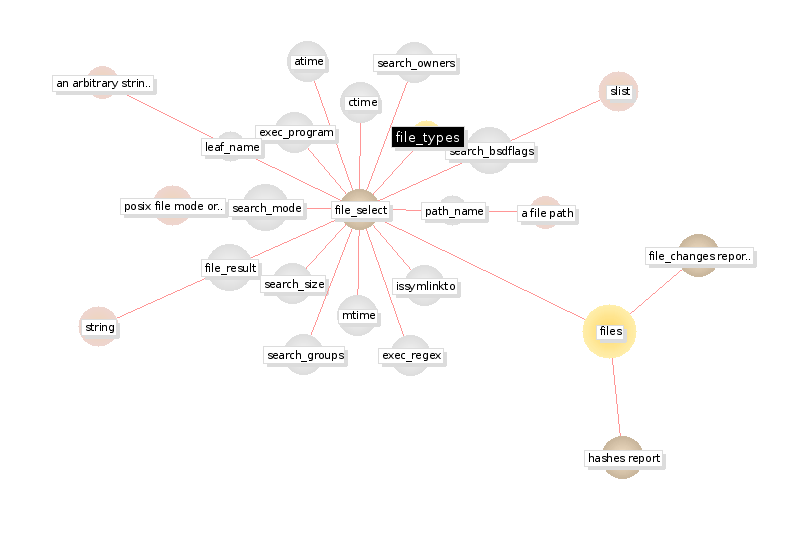 atime
search_owners
an arbitrary strin..
slist
ctime
exec_program
file_types
leaf_name
search_bsdflags
posix file mode or..
search_mode
file_select
path_name
a file path
file_changes repor..
file_result
search_size
issymlinkto
mtime
string
files
search_groups
exec_regex
hashes report